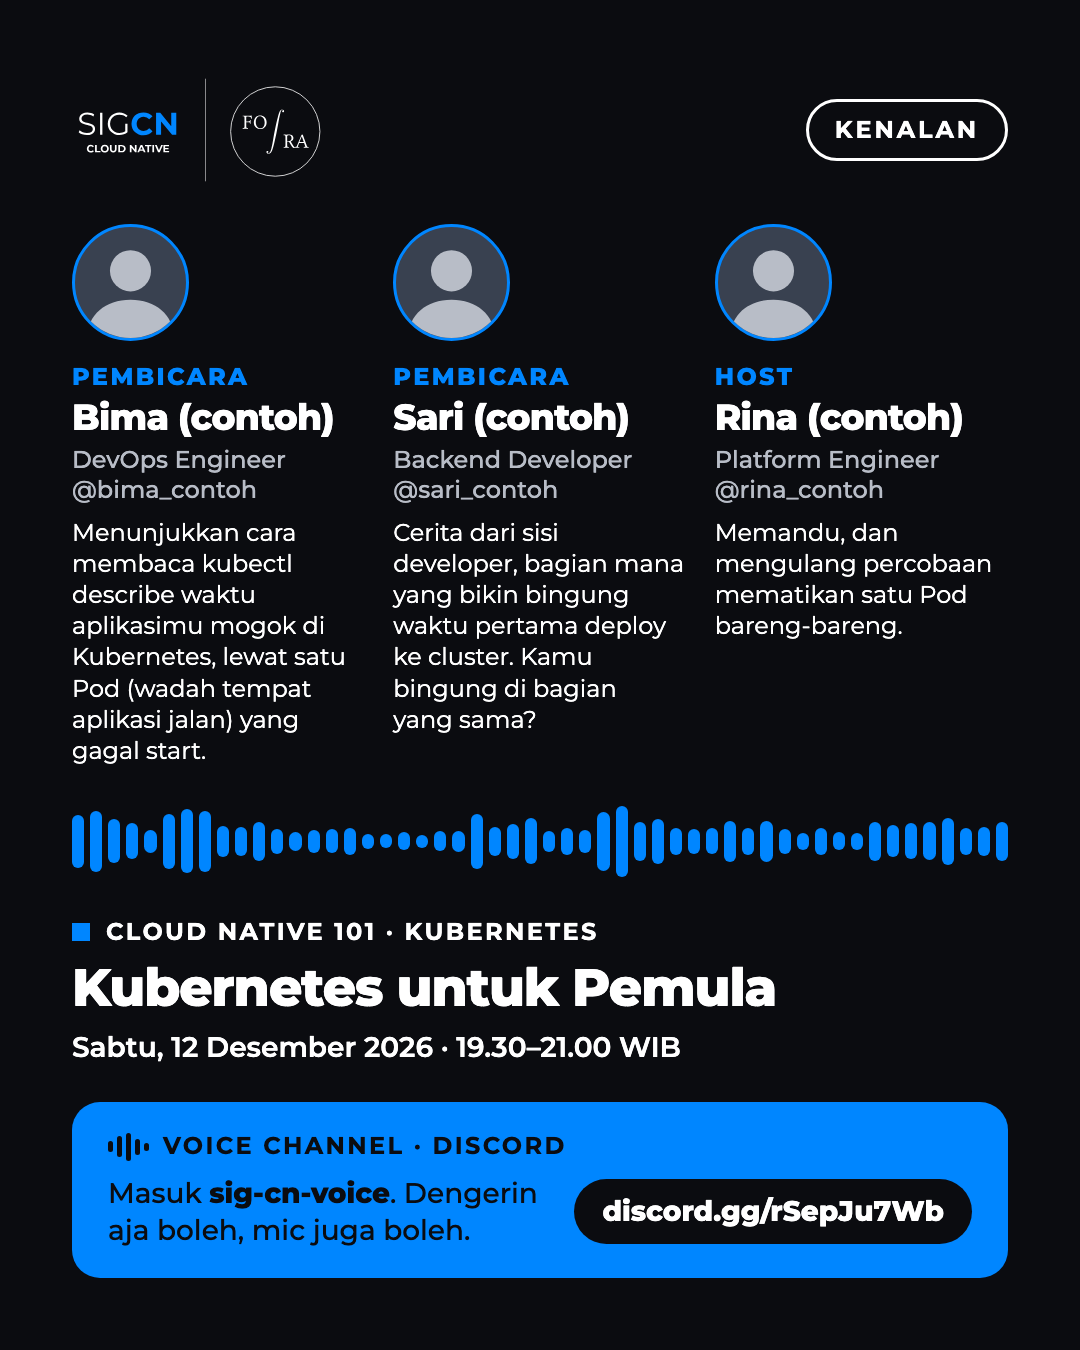 SIGCN
CLOUD NATIVE
FO
RA
KENALAN
PEMBICARA
Bima (contoh)
DevOps Engineer
@bima_contoh
Menunjukkan cara
membaca kubectl
describe waktu
aplikasimu mogok di
Kubernetes, lewat satu
Pod (wadah tempat
aplikasi jalan) yang
gagal start.
PEMBICARA
Sari (contoh)
Backend Developer
@sari_contoh
Cerita dari sisi
developer, bagian mana
yang bikin bingung
waktu pertama deploy
ke cluster. Kamu
bingung di bagian
yang sama?
HOST
Rina (contoh)
Platform Engineer
@rina_contoh
Memandu, dan
mengulang percobaan
mematikan satu Pod
bareng-bareng.
CLOUD NATIVE 101 · KUBERNETES
Kubernetes untuk Pemula
Sabtu, 12 Desember 2026 · 19.30–21.00 WIB
VOICE CHANNEL · DISCORD
Masuk sig-cn-voice. Dengerin
aja boleh, mic juga boleh.
discord.gg/rSepJu7Wb